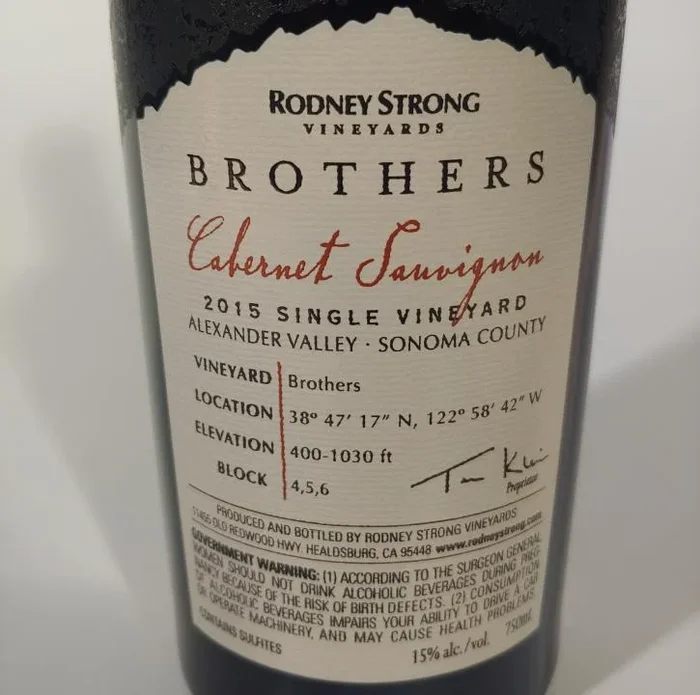 RODNEY STRONG
VINEYARDS
BROTHERS
Cabernet Sauvignon
2015 SINGLE VINEYARD
ALEXANDER VALLEY · SONOMA COUNTY
VINEYARD Brothers
LOCATION 38º 47' 17" N, 122º 58' 42" W
ELEVATION 400-1030 ft
BLOCK 4,5,6
Proprietor
PRODUCED AND BOTTLED BY RODNEY STRONG VINEYARDS
11455 OLD REDWOOD HWY. HEALDSBURG, CA 95448 www.rodneystrong.com
GOVERNMENT WARNING: (1) ACCORDING TO THE SURGEON GENERAL,
WOMEN SHOULD NOT DRINK ALCOHOLIC BEVERAGES DURING PREG-
NANCY BECAUSE OF THE RISK OF BIRTH DEFECTS. (2) CONSUMPTION
OF ALCOHOLIC BEVERAGES IMPAIRS YOUR ABILITY TO DRIVE A CAR
OR OPERATE MACHINERY, AND MAY CAUSE HEALTH PROBLEMS.
CONTAINS SULFITES 15% alc./vol. 750mL